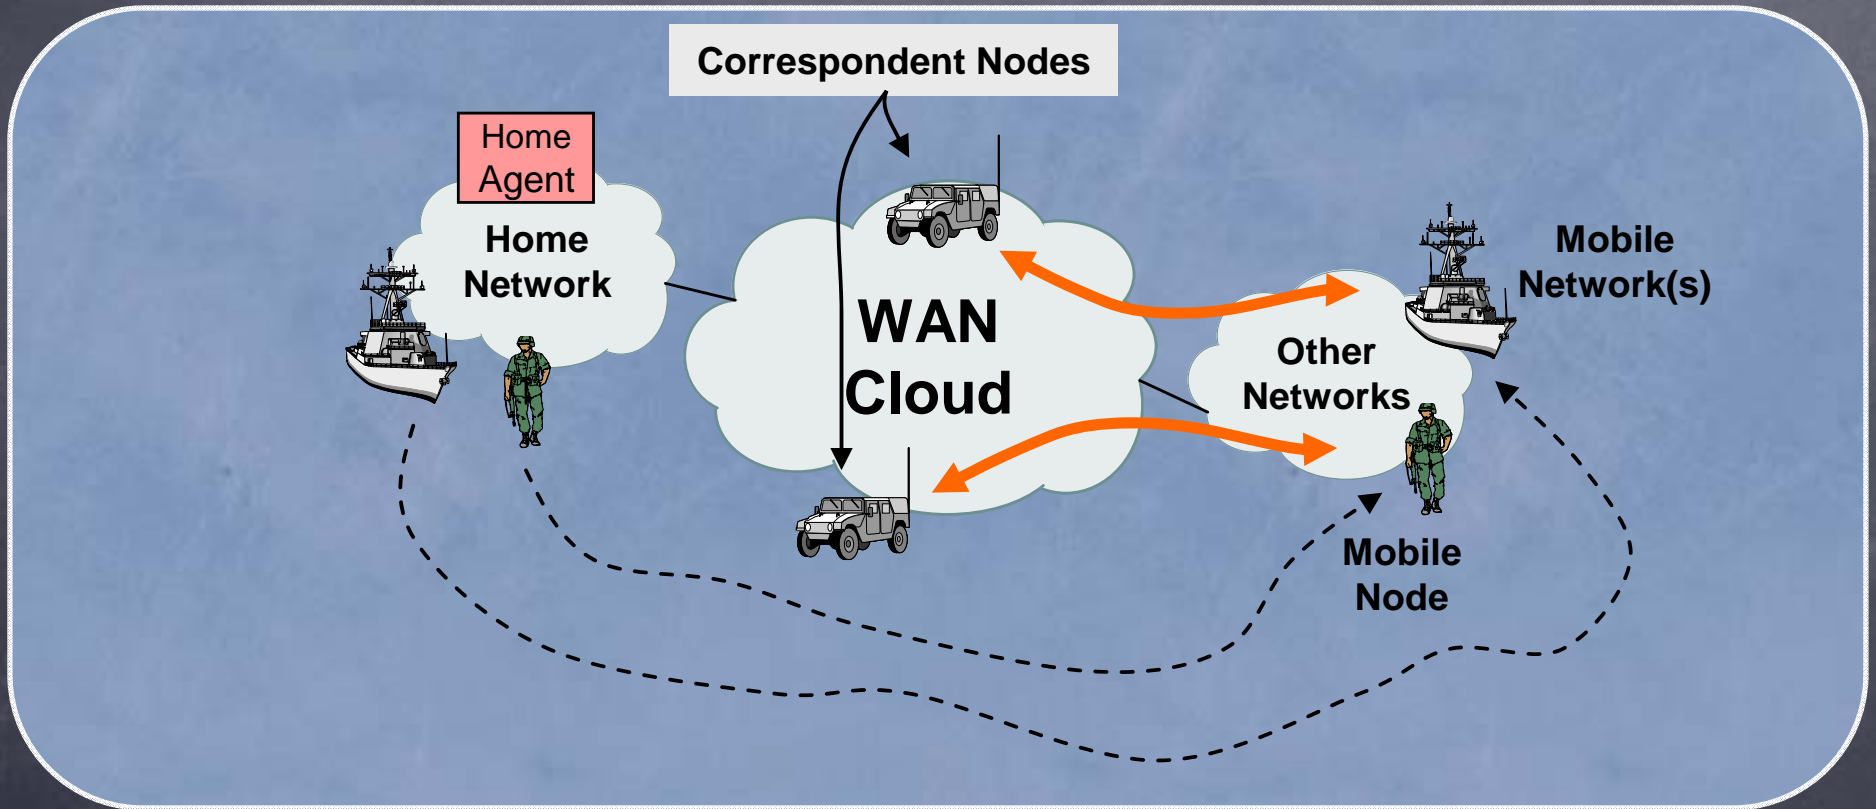 Correspondent Nodes
Home
Agent
Home
Network
WAN
Cloud
Other
Networks
Mobile
Network(s)
Mobile
Node